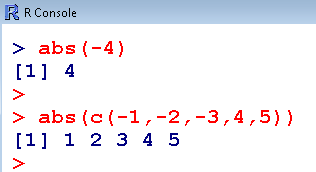 R Console
> abs(-4)
[1] 4
>
> abs(c(-1,-2,-3,4,5))
[1] 1 2 3 4 5
>